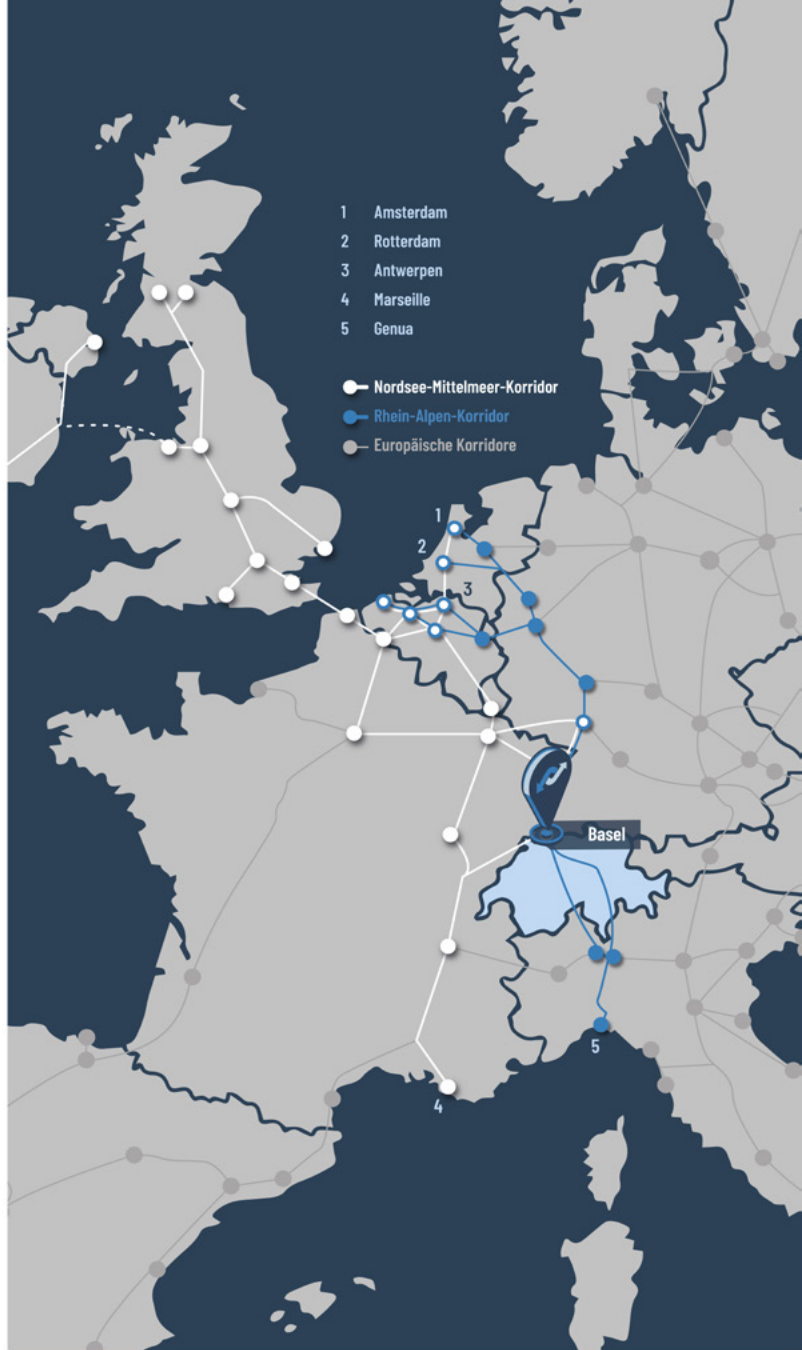 1 Amsterdam
2 Rotterdam
3 Antwerpen
4 Marseille
5 Genua
Nordsee-Mittelmeer-Korridor
Rhein-Alpen-Korridor
Europäische Korridore
1
2
3
Basel
5
4